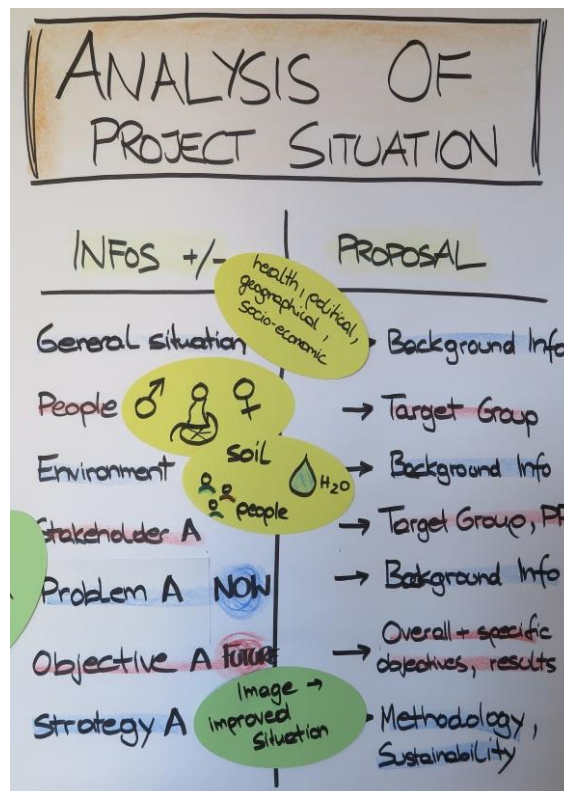 ANALYSIS OF
PROJECT SITUATION
INFOS +/-
PROPOSAL
health, political,
geographical,
socio-economic
General situation
Background Info
People
→ Target Group
Environment
soil
H2O
people
→ Background Info
Stakeholder A
→ Target Group,
Problem A NOW
→ Background Info
Objective A FUTURE
→ Overall + specific
objectives, results
Strategy A
Image →
improved
situation
Methodology,
Sustainability